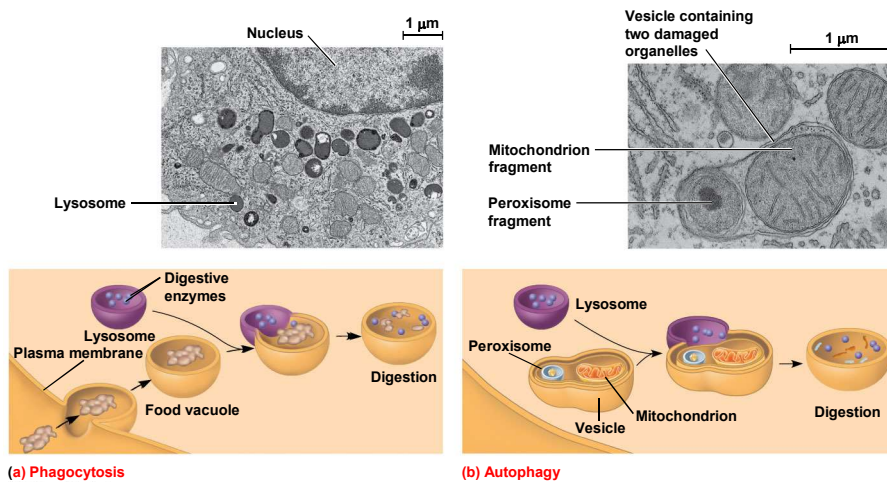 Nucleus
1 µm
Lysosome
Vesicle containing
two damaged
organelles
1 µm
Mitochondrion
fragment
Peroxisome
fragment
Digestive
enzymes
Lysosome
Plasma membrane
Food vacuole
Digestion
(a) Phagocytosis
Lysosome
Peroxisome
Mitochondrion
Vesicle
Digestion
(b) Autophagy